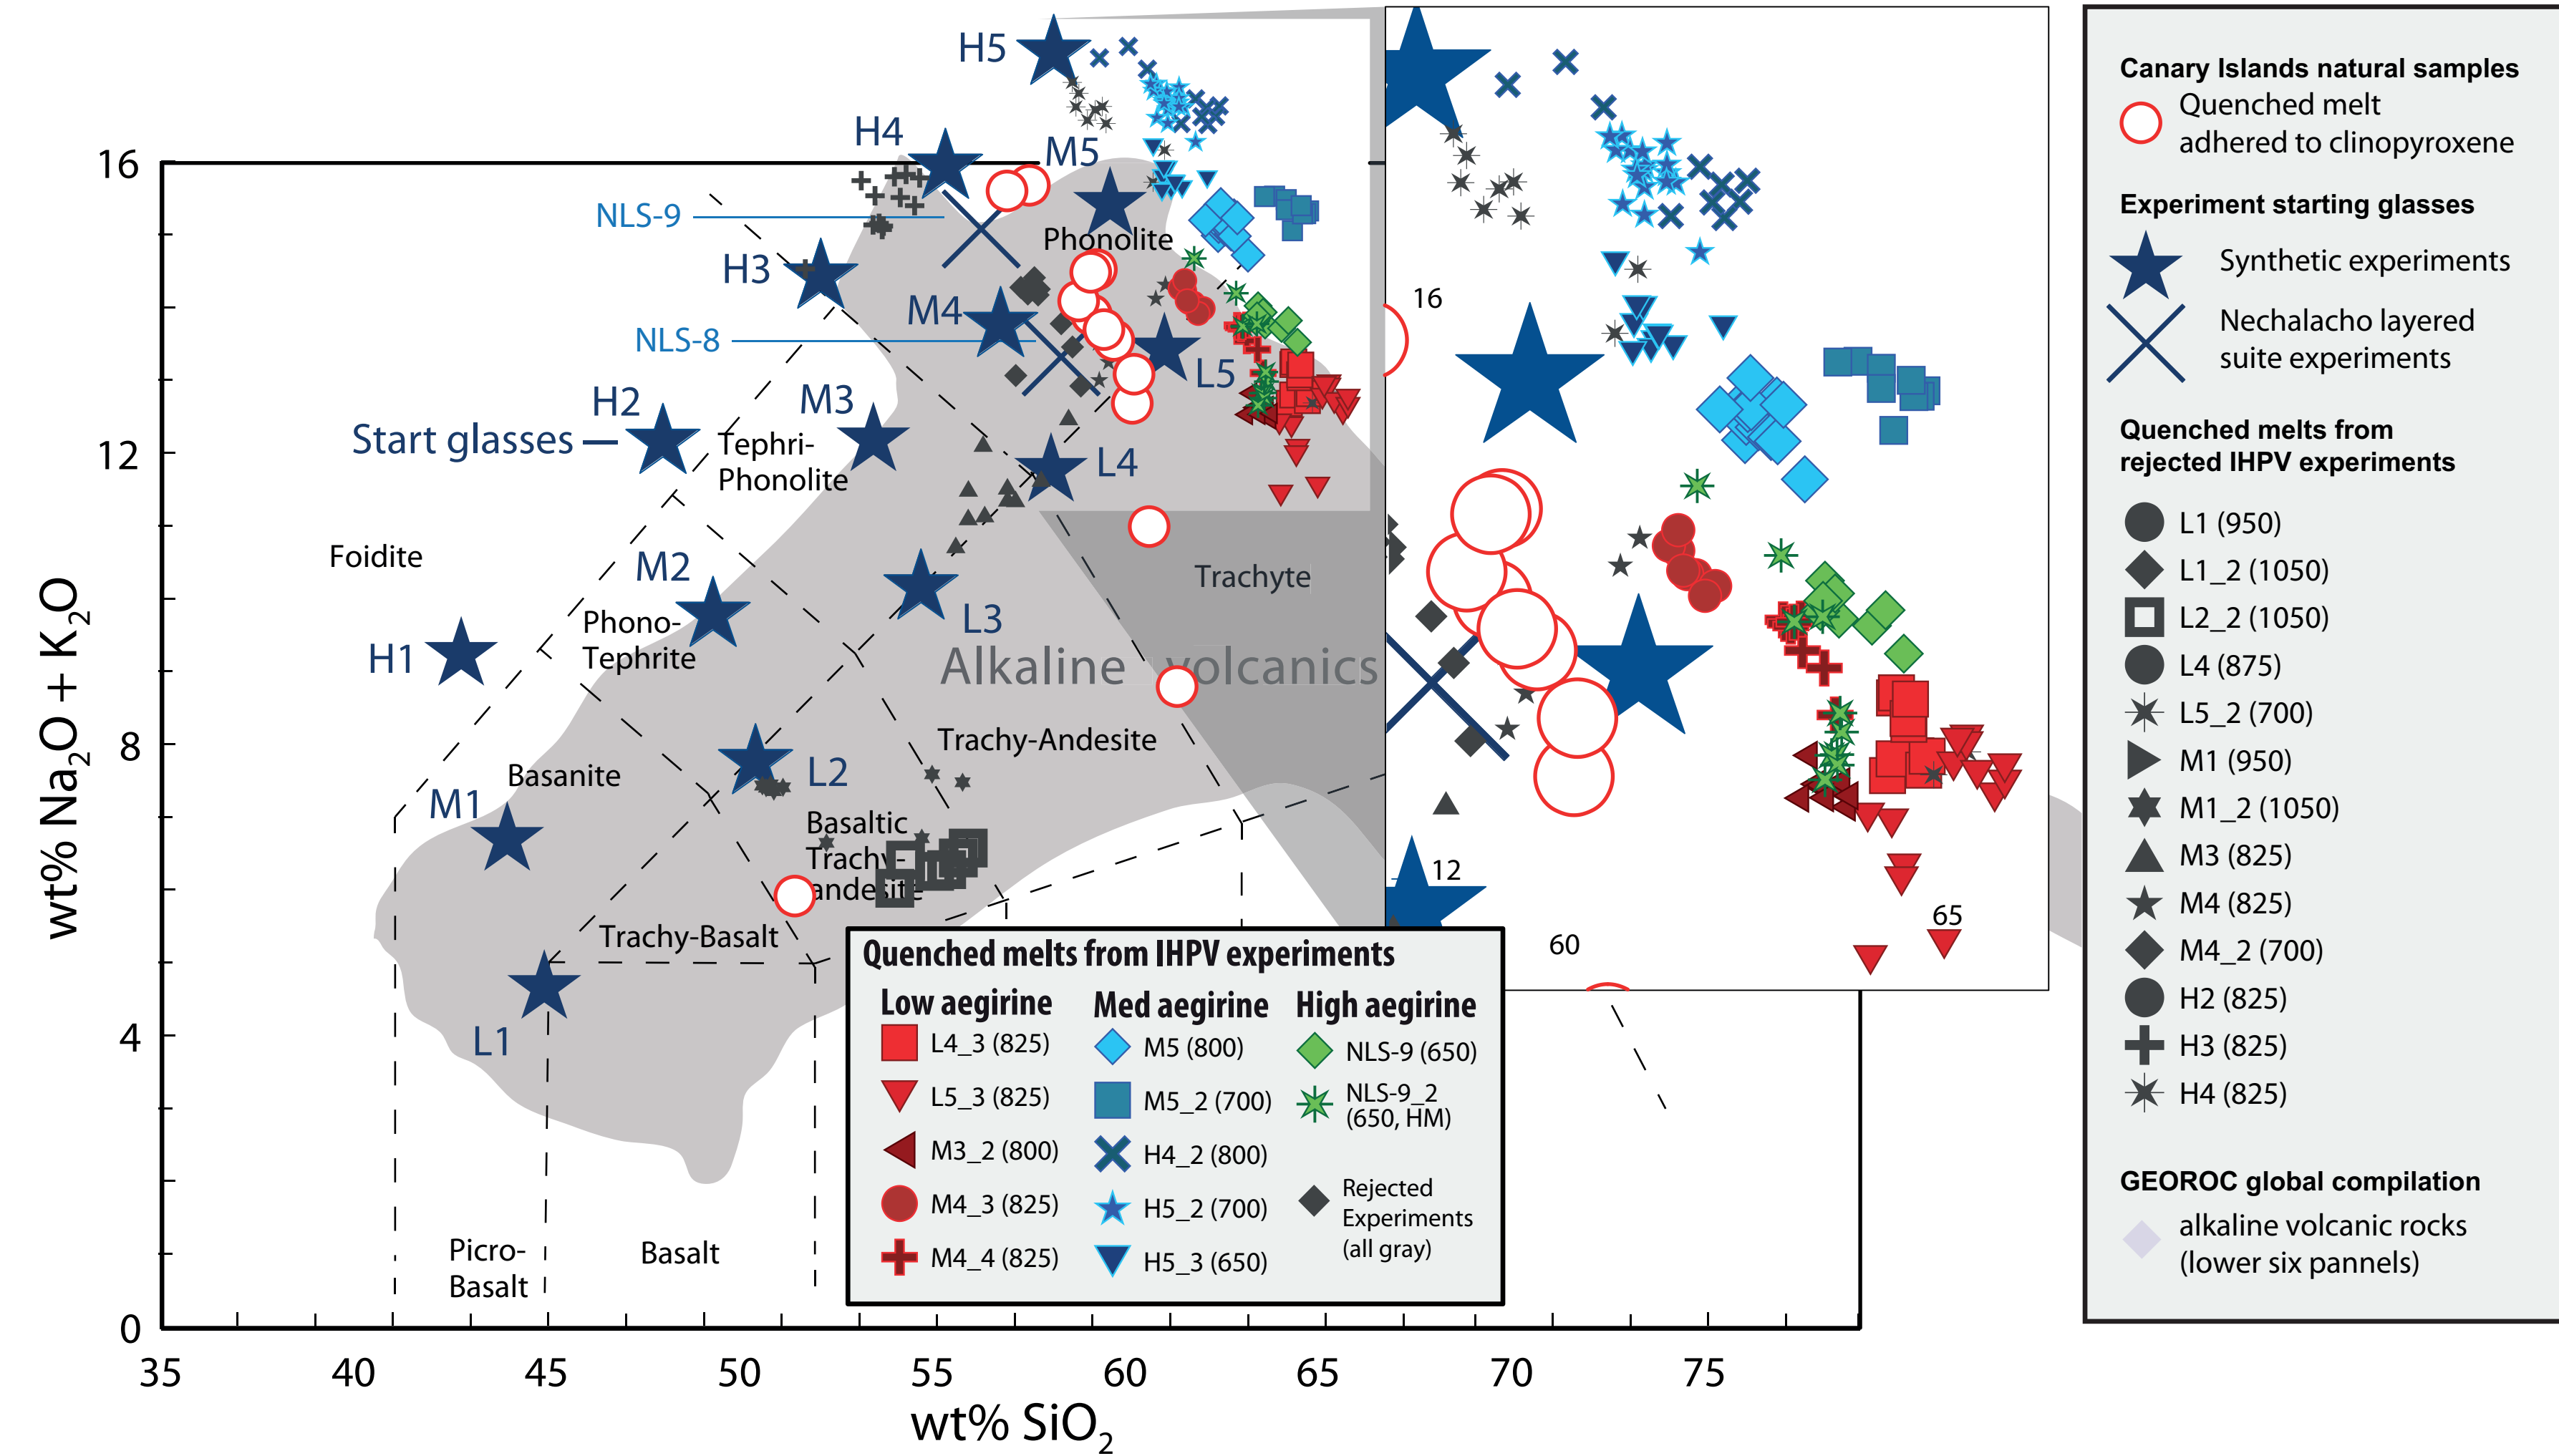 H5
H4
M5
16
NLS-9
Phonolite
H3
M4
NLS-8
L5
H2
M3
Start glasses
Tephri-
Phonolite
12
L4
Foidite
M2
Trachyte
Phono-
Tephrite
L3
H1
Alkaline volcanics
8
Trachy-Andesite
Basanite
L2
M1
Basaltic
Trachy-
andesite
Trachy-Basalt
L1
4
Picro-
Basalt
Basalt
0
wt% Na2O + K2O
35
40
45
50
55
60
65
70
75
wt% SiO2
16
12
60
65
Quenched melts from IHPV experiments
Low aegirine
L4_3 (825)
L5_3 (825)
M3_2 (800)
M4_3 (825)
M4_4 (825)
Med aegirine
M5 (800)
M5_2 (700)
H4_2 (800)
H5_2 (700)
H5_3 (650)
High aegirine
NLS-9 (650)
NLS-9_2
(650, HM)
Rejected
Experiments
(all gray)
Canary Islands natural samples
Quenched melt
adhered to clinopyroxene
Experiment starting glasses
Synthetic experiments
Nechalacho layered
suite experiments
Quenched melts from
rejected IHPV experiments
L1 (950)
L1_2 (1050)
L2_2 (1050)
L4 (875)
L5_2 (700)
M1 (950)
M1_2 (1050)
M3 (825)
M4 (825)
M4_2 (700)
H2 (825)
H3 (825)
H4 (825)
GEOROC global compilation
alkaline volcanic rocks
(lower six pannels)